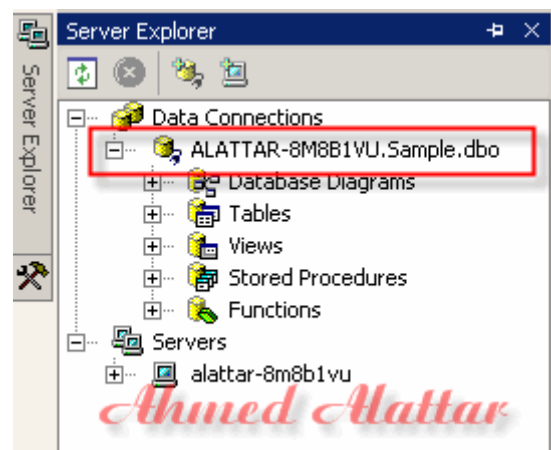 Server Explorer
Server Explorer
Data Connections
ALATTAR-8M8B1VU.Sample.dbo
Database Diagrams
Tables
Views
Stored Procedures
Functions
Servers
alattar-8m8b1vu
Ahmed Alattar